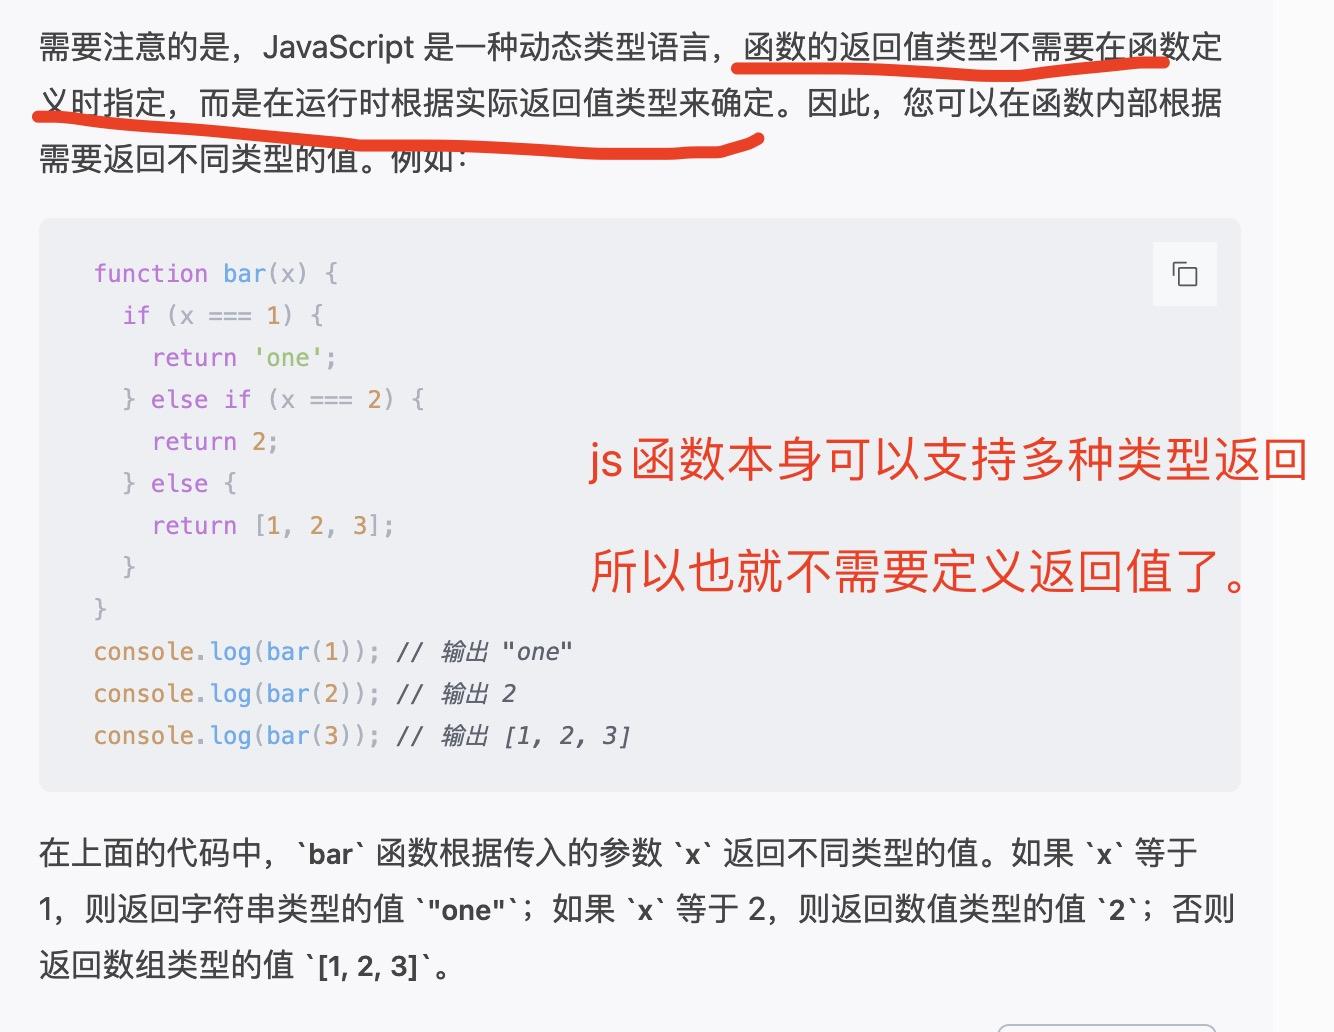 需要注意的是，JavaScript 是一种动态类型语言，函数的返回值类型不需要在函数定
义时指定，而是在运行时根据实际返回值类型来确定。因此，您可以在函数内部根据
需要返回不同类型的值。例如：
function bar(x) {
  if (x === 1) {
    return 'one';
  } else if (x === 2) {
    return 2;
  } else {
    return [1, 2, 3];
  }
}
js函数本身可以支持多种类型返回
所以也就不需要定义返回值了。
console.log(bar(1)); // 输出 "one"
console.log(bar(2)); // 输出 2
console.log(bar(3)); // 输出 [1, 2, 3]
在上面的代码中，`bar` 函数根据传入的参数 `x` 返回不同类型的值。如果 `x` 等于
1，则返回字符串类型的值 `"one"`；如果 `x` 等于 2，则返回数值类型的值 `2`；否则
返回数组类型的值 `[1, 2, 3]`。